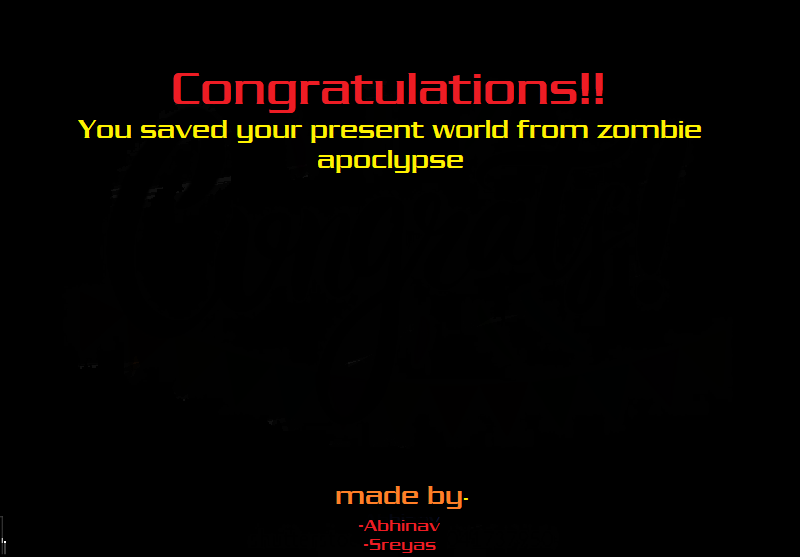 Congratulations!!
You saved your present world from zombie
apoclypse
made by-
-Abhinav
-Sreyas